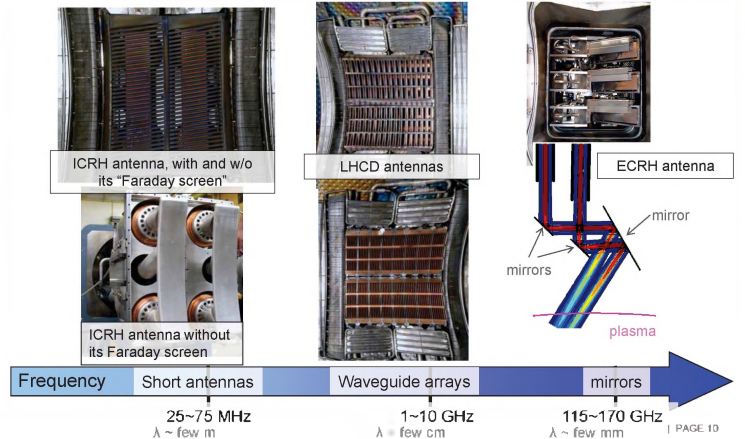 ICRH antenna, with and w/o
its "Faraday screen"
LHCD antennas
ECRH antenna
mirror
mirrors
plasma
ICRH antenna without
its Faraday screen
Frequency
Short antennas
Waveguide arrays
mirrors
25~75 MHz
1~10 GHz
115~170 GHz
λ ~ few m
λ ~ few cm
λ ~ few mm
| PAGE 10